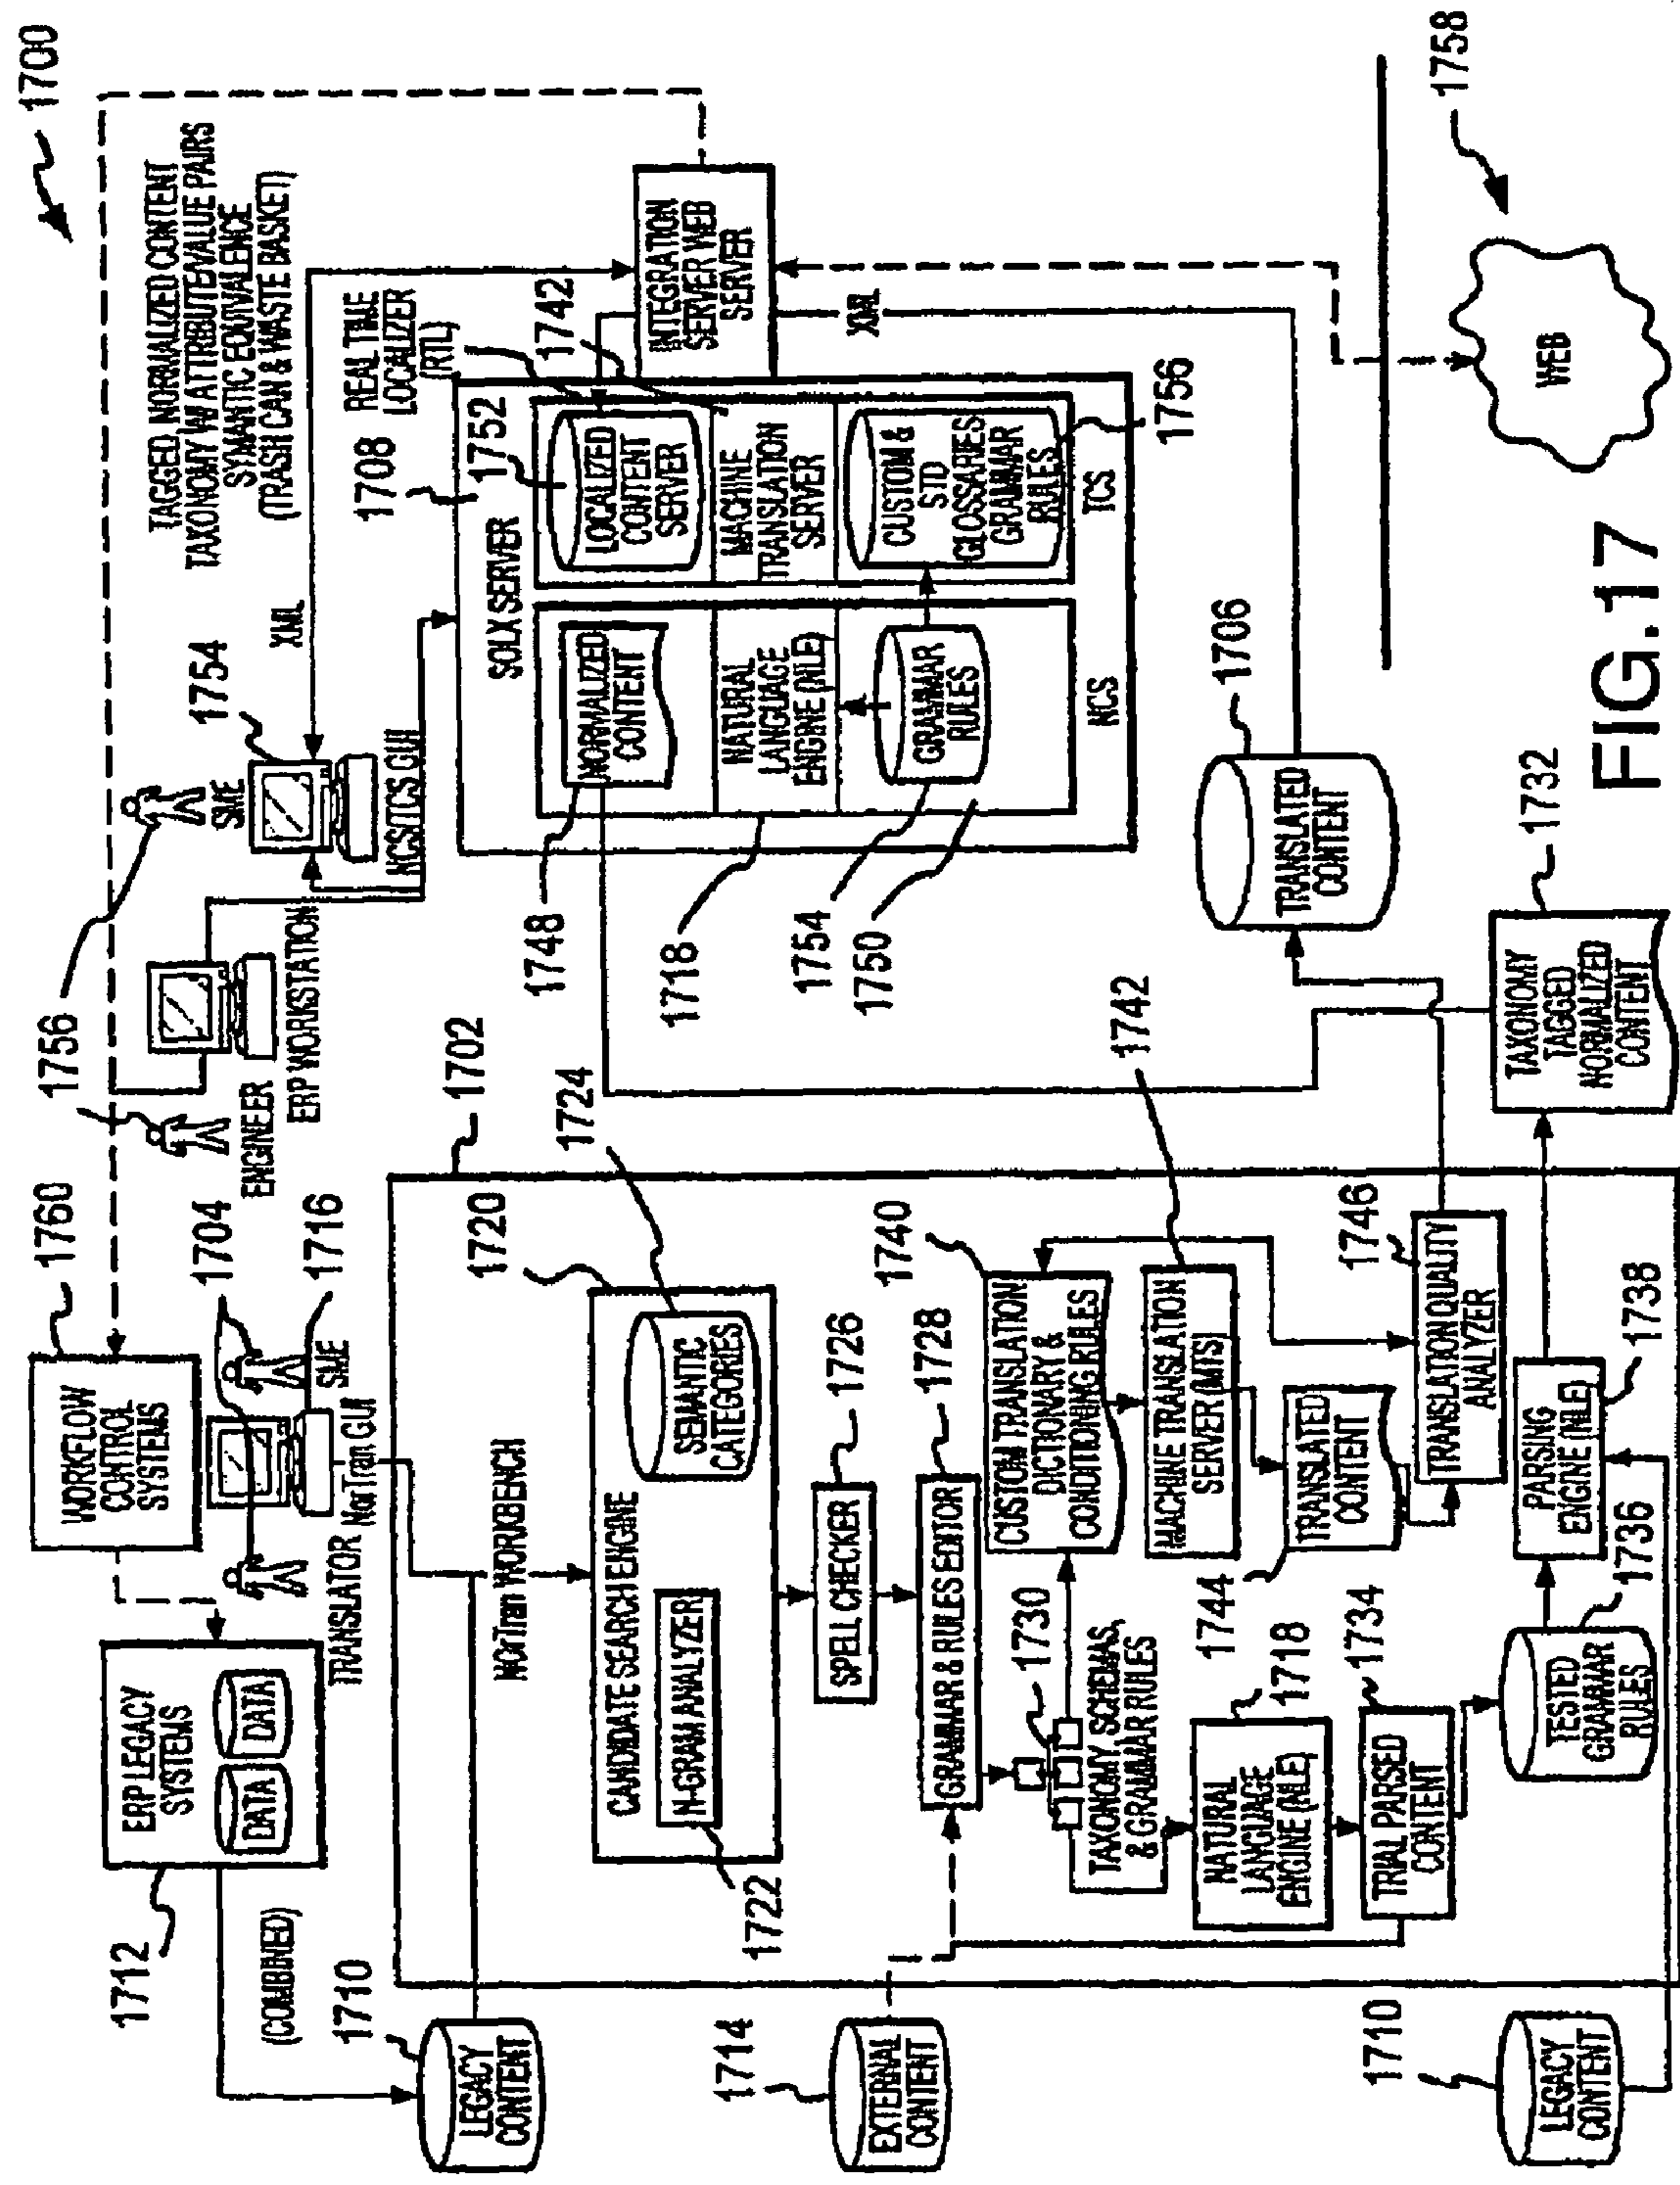 1700
1758
TAGGED NORMALIZED CONTENT
TAXONOMY W/ ATTRIBUTE/VALUE PAIRS
SYMANTIC EQUIVALENCE
(TRASH CAN & WASTE BASKET)
XML
1754
1756
SME
NCS/TCS GUI
ENGINEER
ERP WORKSTATION
1760
WORKFLOW
CONTROL
SYSTEMS
1704
1716
SME
TRANSLATOR
NorTran GUI
ERP LEGACY
SYSTEMS
DATA
DATA
1712
(COMBINED)
1710
LEGACY
CONTENT
REAL TIME
LOCALIZER
(RTL)
1742
1708
1752
SOLX SERVER
LOCALIZED
CONTENT
SERVER
MACHINE
TRANSLATION
SERVER
CUSTOM &
STD
GLOSSARIES
GRAMMAR
RULES
TCS
1756
INTEGRATION
SERVER WEB
SERVER
XML
NORMALIZED
CONTENT
NATURAL
LANGUAGE
ENGINE (NLE)
GRAMMAR
RULES
NCS
1748
1718
1754
1750
1702
NorTran WORKBENCH
1720
1724
CANDIDATE SEARCH ENGINE
SEMANTIC
CATEGORIES
N-GRAM ANALYZER
1722
SPELL CHECKER
1726
GRAMMAR & RULES EDITOR
1728
1714
EXTERNAL
CONTENT
1730
TAXONOMY, SCHEMAS,
& GRAMMAR RULES
1740
CUSTOM TRANSLATION
DICTIONARY &
CONDITIONING RULES
1742
MACHINE TRANSLATION
SERVER (MTS)
1744
TRANSLATED
CONTENT
1718
NATURAL
LANGUAGE
ENGINE (NLE)
1734
TRIAL PARSED
CONTENT
1746
TRANSLATION QUALITY
ANALYZER
1738
PARSING
ENGINE (NLE)
1736
TESTED
GRAMMAR
RULES
1710
LEGACY
CONTENT
1706
TRANSLATED
CONTENT
1732
TAXONOMY
TAGGED
NORMALIZED
CONTENT
WEB
FIG.17